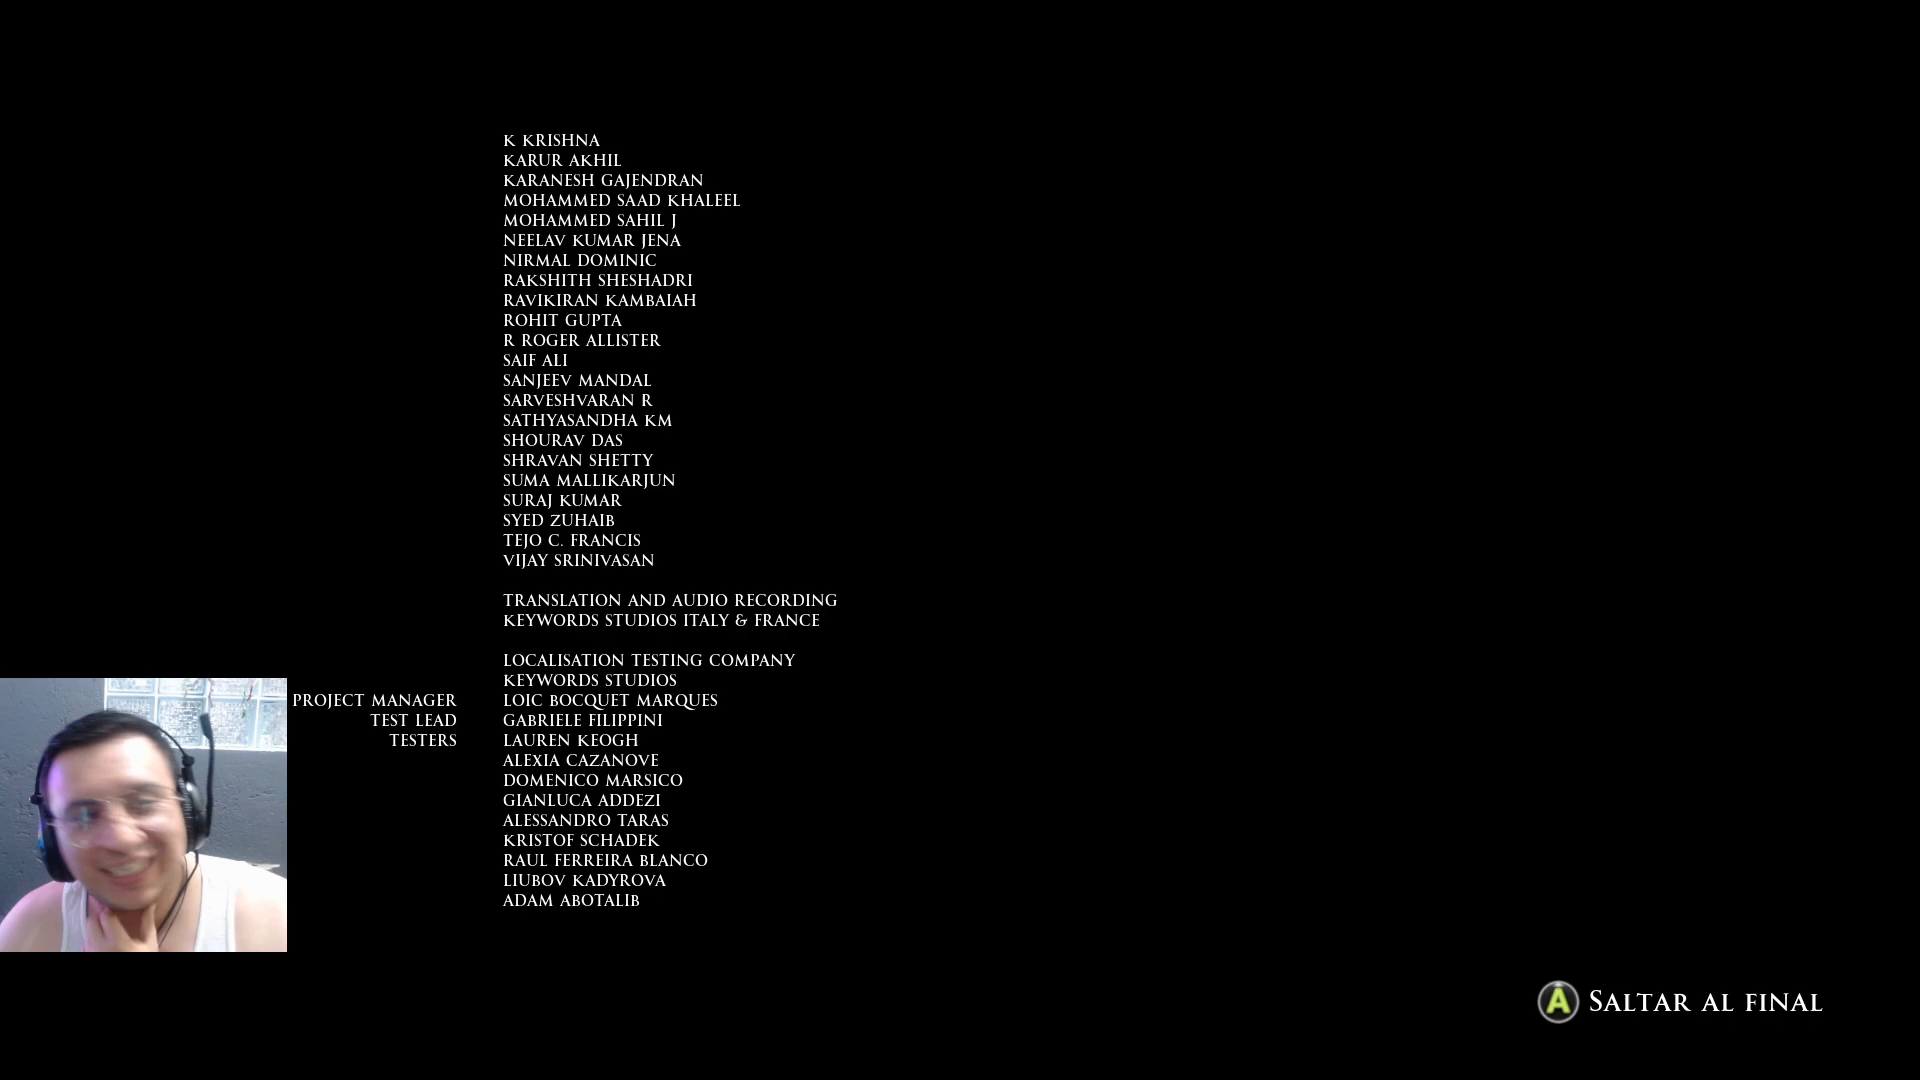 K KRISHNA
KARUR AKHIL
KARANESH GAJENDRAN
MOHAMMED SAAD KHALEEL
MOHAMMED SAHIL J
NEELAV KUMAR JENA
NIRMAL DOMINIC
RAKSHITH SHESHADRI
RAVIKIRAN KAMBAIAH
ROHIT GUPTA
R ROGER ALLISTER
SAIF ALI
SANJEEV MANDAL
SARVESHVARAN R
SATHYASANDHA KM
SHOURAV DAS
SHRAVAN SHETTY
SUMA MALLIKARJUN
SURAJ KUMAR
SYED ZUHAIB
TEJO C. FRANCIS
VIJAY SRINIVASAN
TRANSLATION AND AUDIO RECORDING
KEYWORDS STUDIOS ITALY & FRANCE
LOCALISATION TESTING COMPANY
KEYWORDS STUDIOS
PROJECT MANAGER LOIC BOCQUET MARQUES
TEST LEAD GABRIELE FILIPPINI
TESTERS LAUREN KEOGH
ALEXIA CAZANOVE
DOMENICO MARSICO
GIANLUCA ADDEZI
ALESSANDRO TARAS
KRISTOF SCHADEK
RAUL FERREIRA BLANCO
LIUBOV KADYROVA
ADAM ABOTALIB
A SALTAR AL FINAL